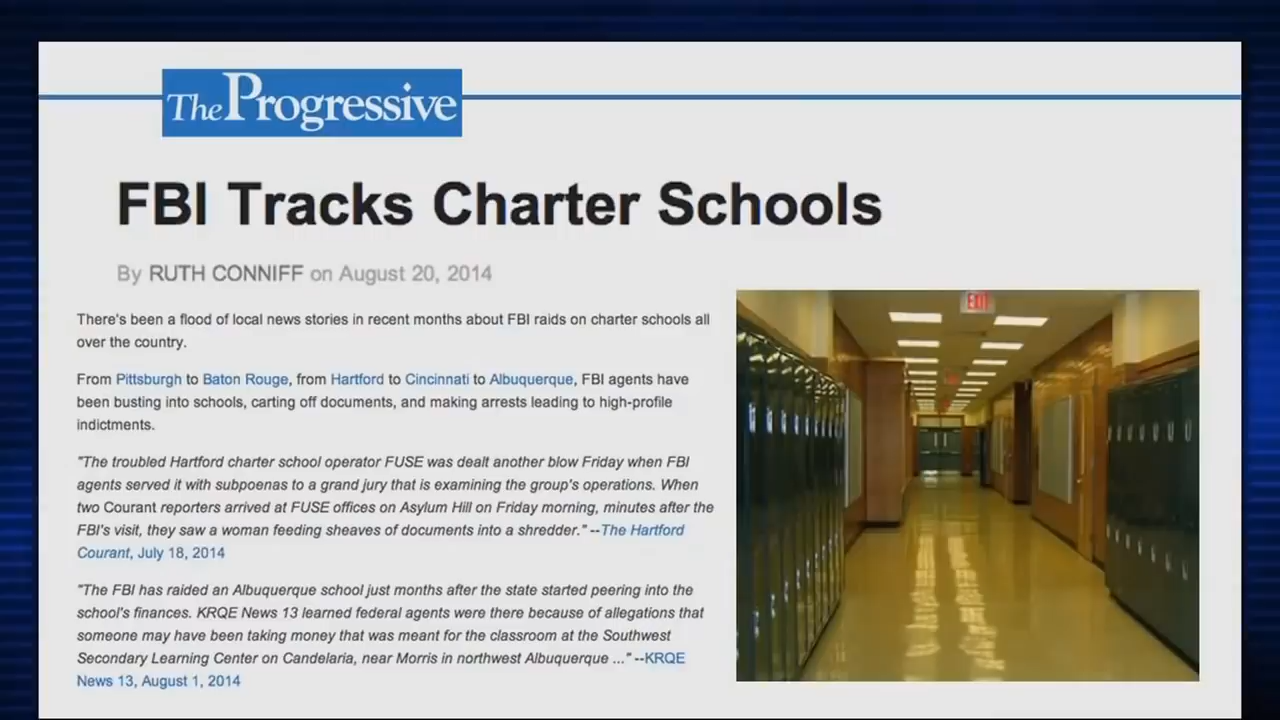 The Progressive
FBI Tracks Charter Schools
By RUTH CONNIFF on August 20, 2014
EXIT
There's been a flood of local news stories in recent months about FBI raids on charter schools all
over the country.
From Pittsburgh to Baton Rouge, from Hartford to Cincinnati to Albuquerque, FBI agents have
been busting into schools, carting off documents, and making arrests leading to high-profile
indictments.
"The troubled Hartford charter school operator FUSE was dealt another blow Friday when FBI
agents served it with subpoenas to a grand jury that is examining the group's operations. When
two Courant reporters arrived at FUSE offices on Asylum Hill on Friday morning, minutes after the
FBI's visit, they saw a woman feeding sheaves of documents into a shredder." --The Hartford
Courant, July 18, 2014
"The FBI has raided an Albuquerque school just months after the state started peering into the
school's finances. KRQE News 13 learned federal agents were there because of allegations that
someone may have been taking money that was meant for the classroom at the Southwest
Secondary Learning Center on Candelaria, near Morris in northwest Albuquerque ..." --KRQE
News 13, August 1, 2014